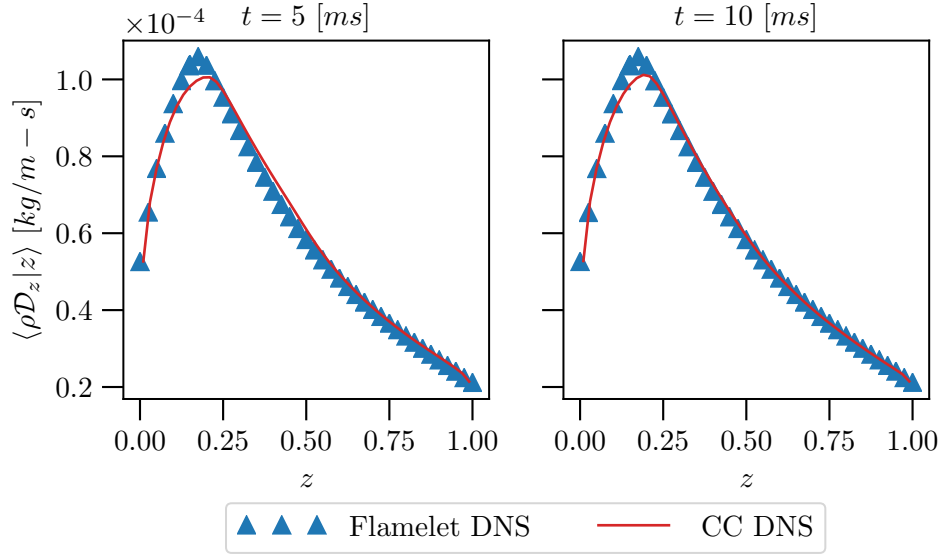 ×10⁻⁴
t = 5 [ms]
t = 10 [ms]
⟨ρ𝒟_z|z⟩ [kg/m − s]
1.0
0.8
0.6
0.4
0.2
0.00 0.25 0.50 0.75 1.00
0.00 0.25 0.50 0.75 1.00
z
z
Flamelet DNS
CC DNS